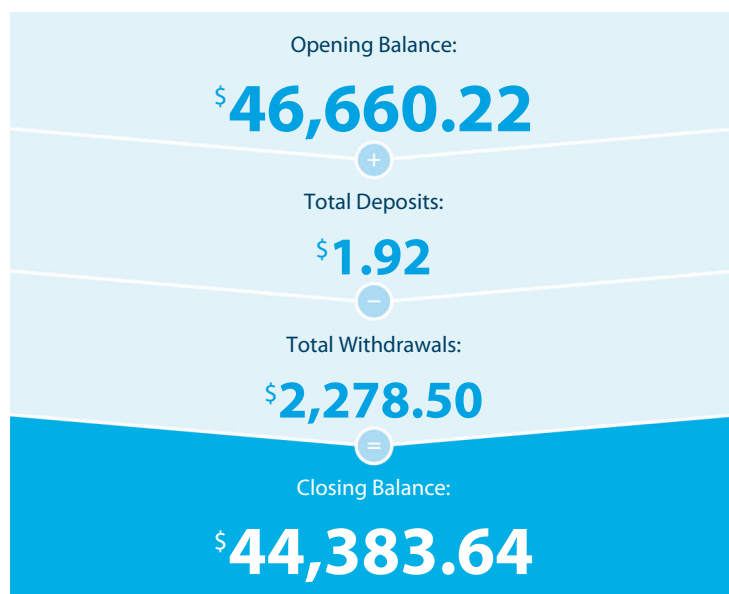 Opening Balance:
$46,660.22
+
Total Deposits:
$1.92
−
Total Withdrawals:
$2,278.50
=
Closing Balance:
$44,383.64